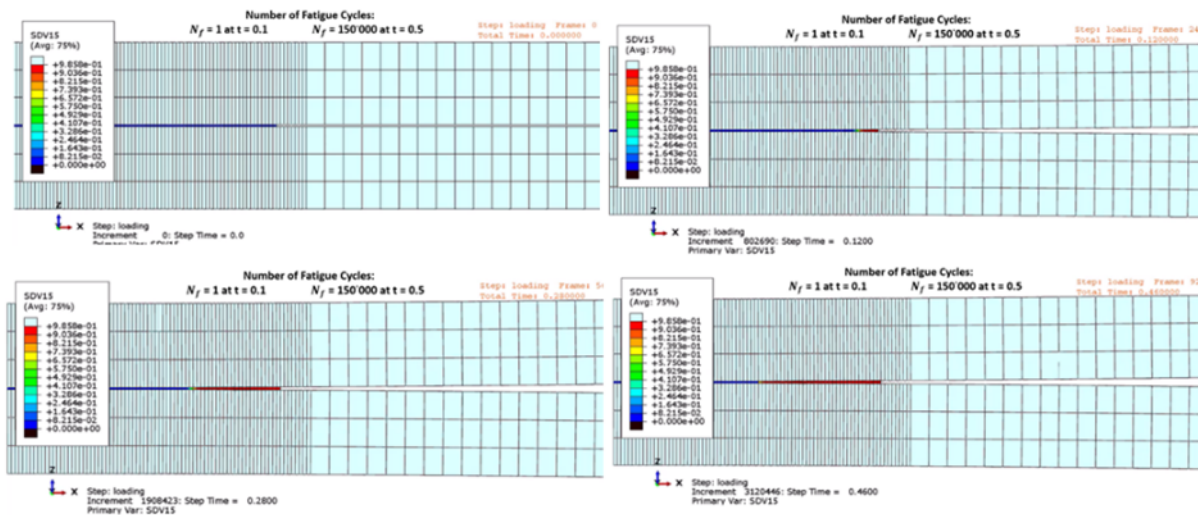 Number of Fatigue Cycles:
N_f = 1 at t = 0.1 N_f = 150'000 at t = 0.5
Step: loading Frame: 0
Total Time: 0.000000
SDV15
(Avg: 75%)
+9.858e-01
+9.036e-01
+8.215e-01
+7.393e-01
+6.572e-01
+5.750e-01
+4.929e-01
+4.107e-01
+3.286e-01
+2.464e-01
+1.643e-01
+8.215e-02
+0.000e+00
Z
X
Step: loading
Increment 0: Step Time = 0.0
Primary Var: SDV15
Number of Fatigue Cycles:
N_f = 1 at t = 0.1 N_f = 150'000 at t = 0.5
Step: loading Frame: 24
Total Time: 0.120000
SDV15
(Avg: 75%)
+9.858e-01
+9.036e-01
+8.215e-01
+7.393e-01
+6.572e-01
+5.750e-01
+4.929e-01
+4.107e-01
+3.286e-01
+2.464e-01
+1.643e-01
+8.215e-02
+0.000e+00
Z
X
Step: loading
Increment 802690: Step Time = 0.1200
Primary Var: SDV15
Number of Fatigue Cycles:
N_f = 1 at t = 0.1 N_f = 150'000 at t = 0.5
Step: loading Frame: 5
Total Time: 0.280000
SDV15
(Avg: 75%)
+9.858e-01
+9.036e-01
+8.215e-01
+7.393e-01
+6.572e-01
+5.750e-01
+4.929e-01
+4.107e-01
+3.286e-01
+2.464e-01
+1.643e-01
+8.215e-02
+0.000e+00
Z
X
Step: loading
Increment 1908423: Step Time = 0.2800
Primary Var: SDV15
Number of Fatigue Cycles:
N_f = 1 at t = 0.1 N_f = 150'000 at t = 0.5
Step: loading Frame: 92
Total Time: 0.460000
SDV15
(Avg: 75%)
+9.858e-01
+9.036e-01
+8.215e-01
+7.393e-01
+6.572e-01
+5.750e-01
+4.929e-01
+4.107e-01
+3.286e-01
+2.464e-01
+1.643e-01
+8.215e-02
+0.000e+00
Z
X
Step: loading
Increment 3120446: Step Time = 0.4600
Primary Var: SDV15